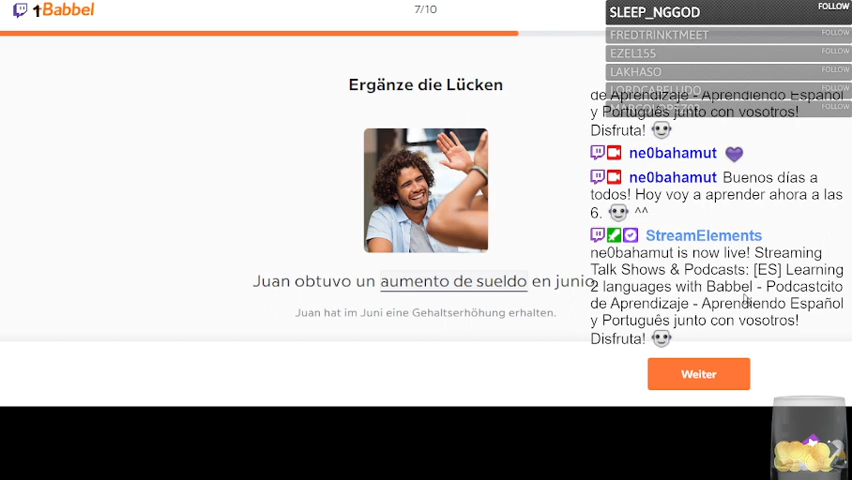 Babbel
7/10
SLEEP_NGGOD FOLLOW
FREDTRINKTMEET FOLLOW
EZEL155 FOLLOW
LAKHASO FOLLOW
LORDCABELUDO FOLLOW
FOLLOW
de Aprendizaje - Aprendiendo Español
y Português junto con vosotros!
Disfruta!
ne0bahamut
ne0bahamut Buenos días a
todos! Hoy voy a aprender ahora a las
6. ^^
StreamElements
ne0bahamut is now live! Streaming
Talk Shows & Podcasts: [ES] Learning
2 languages with Babbel - Podcastcito
de Aprendizaje - Aprendiendo Español
y Português junto con vosotros!
Disfruta!
Ergänze die Lücken
Juan obtuvo un aumento de sueldo en junio
Juan hat im Juni eine Gehaltserhöhung erhalten.
Weiter